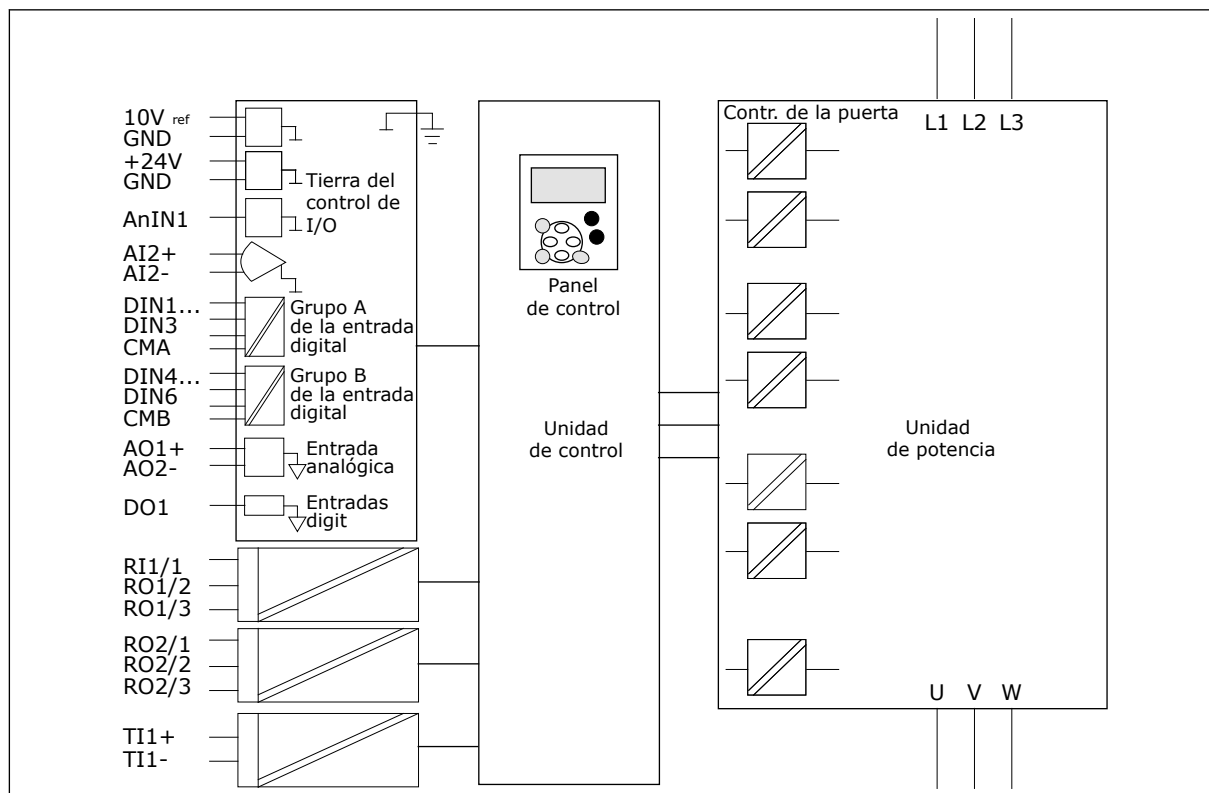 10V ref
GND
+24V
GND
AnIN1
AI2+
AI2-
DIN1...
DIN3
CMA
DIN4...
DIN6
CMB
AO1+
AO2-
DO1
RI1/1
RO1/2
RO1/3
RO2/1
RO2/2
RO2/3
TI1+
TI1-
Tierra del
control de
I/O
Grupo A
de la entrada
digital
Grupo B
de la entrada
digital
Entrada
analógica
Entradas
digit
Panel
de control
Unidad
de control
Contr. de la puerta
L1 L2 L3
Unidad
de potencia
U V W